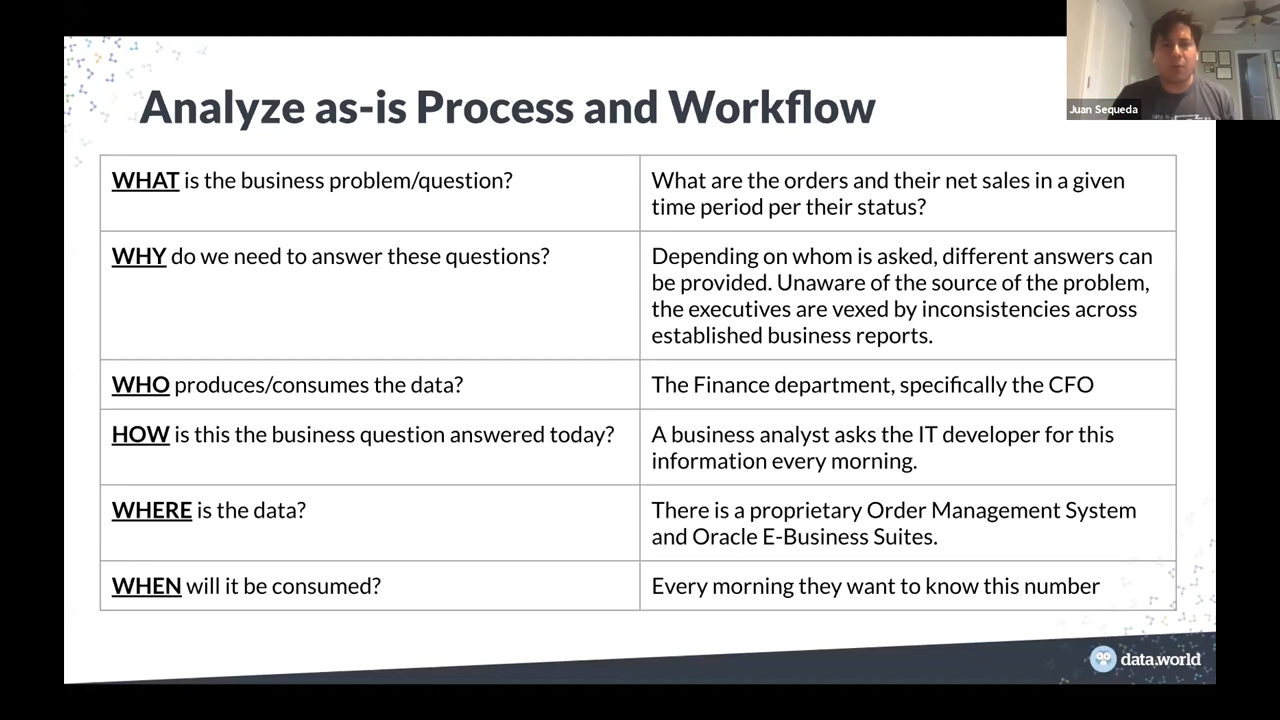 Juan Sequeda
Analyze as-is Process and Workflow
WHAT is the business problem/question?
What are the orders and their net sales in a given
time period per their status?
WHY do we need to answer these questions?
Depending on whom is asked, different answers can
be provided. Unaware of the source of the problem,
the executives are vexed by inconsistencies across
established business reports.
WHO produces/consumes the data?
The Finance department, specifically the CFO
HOW is this the business question answered today?
A business analyst asks the IT developer for this
information every morning.
WHERE is the data?
There is a proprietary Order Management System
and Oracle E-Business Suites.
WHEN will it be consumed?
Every morning they want to know this number
data.world